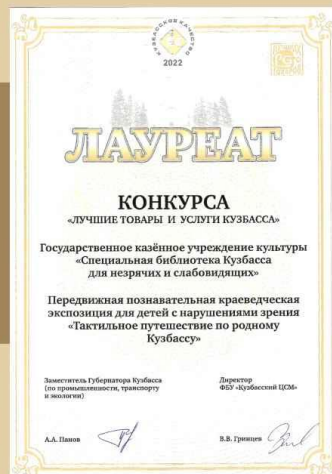 КУЗБАССКОЕ КАЧЕСТВО
2022
ЛАУРЕАТ
КОНКУРСА
«ЛУЧШИЕ ТОВАРЫ И УСЛУГИ КУЗБАССА»
Государственное казённое учреждение культуры
«Специальная библиотека Кузбасса
для незрячих и слабовидящих»
Передвижная познавательная краеведческая
экспозиция для детей с нарушениями зрения
«Тактильное путешествие по родному
Кузбассу»
Заместитель Губернатора Кузбасса
(по промышленности, транспорту
и экологии)
А.А. Панов
Директор
ФБУ «Кузбасский ЦСМ»
В.В. Гринцев